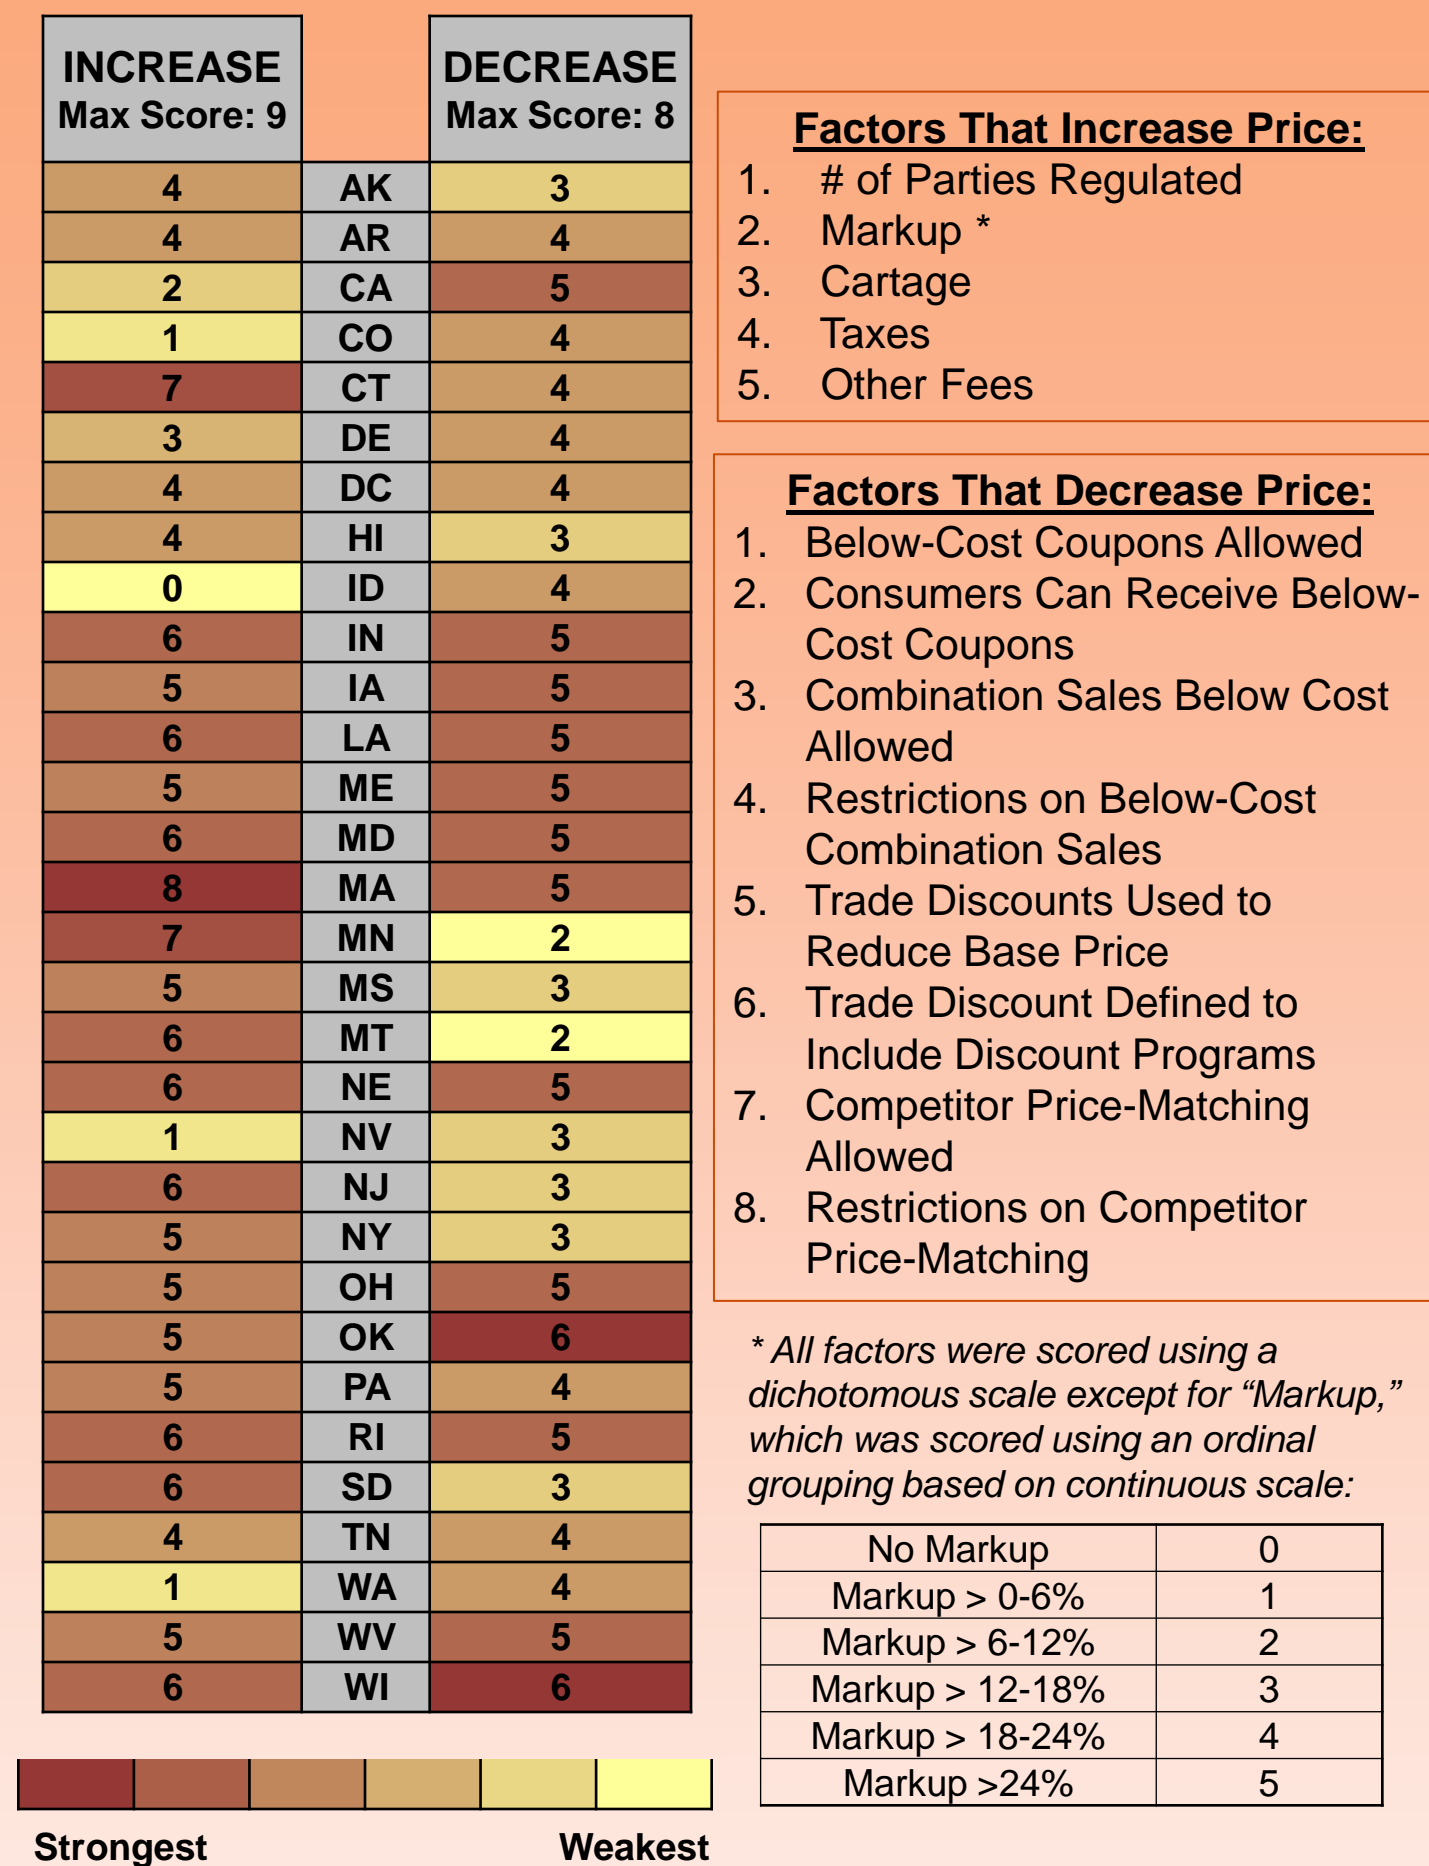 INCREASE
Max Score: 9
DECREASE
Max Score: 8
4 AK 3
4 AR 4
2 CA 5
1 CO 4
7 CT 4
3 DE 4
4 DC 4
4 HI 3
0 ID 4
6 IN 5
5 IA 5
6 LA 5
5 ME 5
6 MD 5
8 MA 5
7 MN 2
5 MS 3
6 MT 2
6 NE 5
1 NV 3
6 NJ 3
5 NY 3
5 OH 5
5 OK 6
5 PA 4
6 RI 5
6 SD 3
4 TN 4
1 WA 4
5 WV 5
6 WI 6
Strongest Weakest
Factors That Increase Price:
1. # of Parties Regulated
2. Markup *
3. Cartage
4. Taxes
5. Other Fees
Factors That Decrease Price:
1. Below-Cost Coupons Allowed
2. Consumers Can Receive Below-
Cost Coupons
3. Combination Sales Below Cost
Allowed
4. Restrictions on Below-Cost
Combination Sales
5. Trade Discounts Used to
Reduce Base Price
6. Trade Discount Defined to
Include Discount Programs
7. Competitor Price-Matching
Allowed
8. Restrictions on Competitor
Price-Matching
* All factors were scored using a
dichotomous scale except for “Markup,”
which was scored using an ordinal
grouping based on continuous scale:
No Markup 0
Markup > 0-6% 1
Markup > 6-12% 2
Markup > 12-18% 3
Markup > 18-24% 4
Markup >24% 5